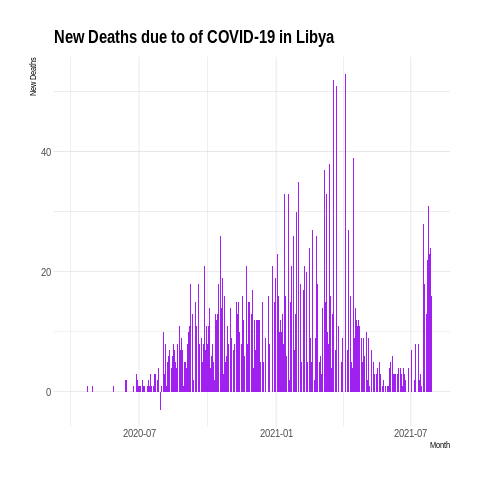 New Deaths due to of COVID-19 in Libya
New Deaths
40
20
0
2020-07
2021-01
2021-07
Month